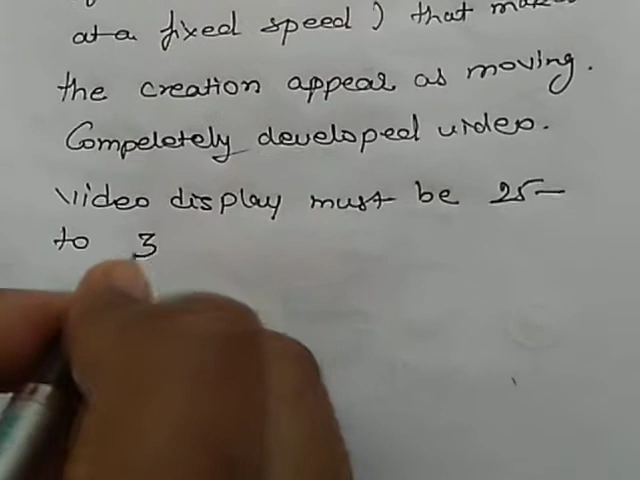 at a fixed speed) that
the creation appear as moving.
Compeletely developed video.
Video display must be 25 -
to 3